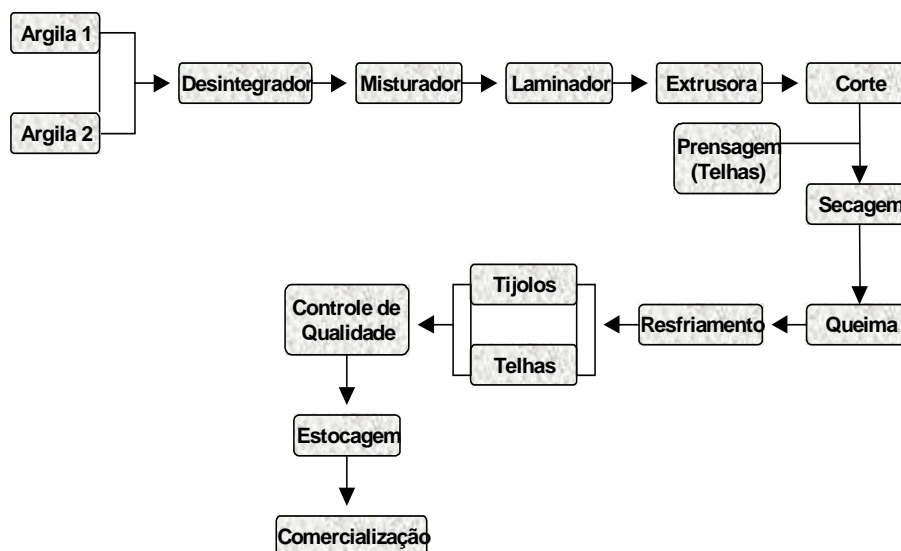 Argila 1
Argila 2
Desintegrador
Misturador
Laminador
Extrusora
Corte
Prensagem
(Telhas)
Secagem
Queima
Resfriamento
Tijolos
Telhas
Controle de
Qualidade
Estocagem
Comercialização